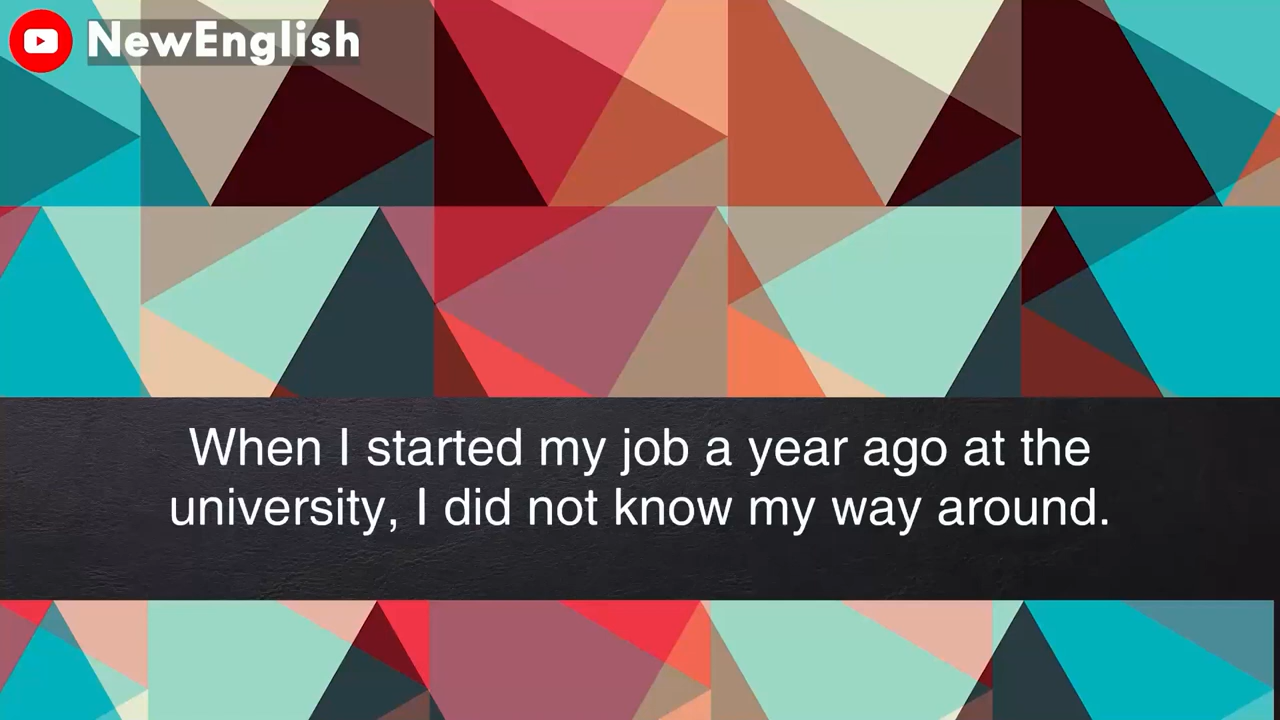 NewEnglish
When I started my job a year ago at the
university, I did not know my way around.